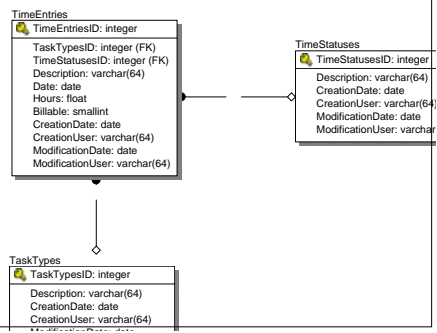 TimeEntries
TimeEntriesID: integer
TaskTypesID: integer (FK)
TimeStatusesID: integer (FK)
Description: varchar(64)
Date: date
Hours: float
Billable: smallint
CreationDate: date
CreationUser: varchar(64)
ModificationDate: date
ModificationUser: varchar(64)
TimeStatuses
TimeStatusesID: integer
Description: varchar(64)
CreationDate: date
CreationUser: varchar(64)
ModificationDate: date
ModificationUser: varchar
TaskTypes
TaskTypesID: integer
Description: varchar(64)
CreationDate: date
CreationUser: varchar(64)
ModificationDate: date